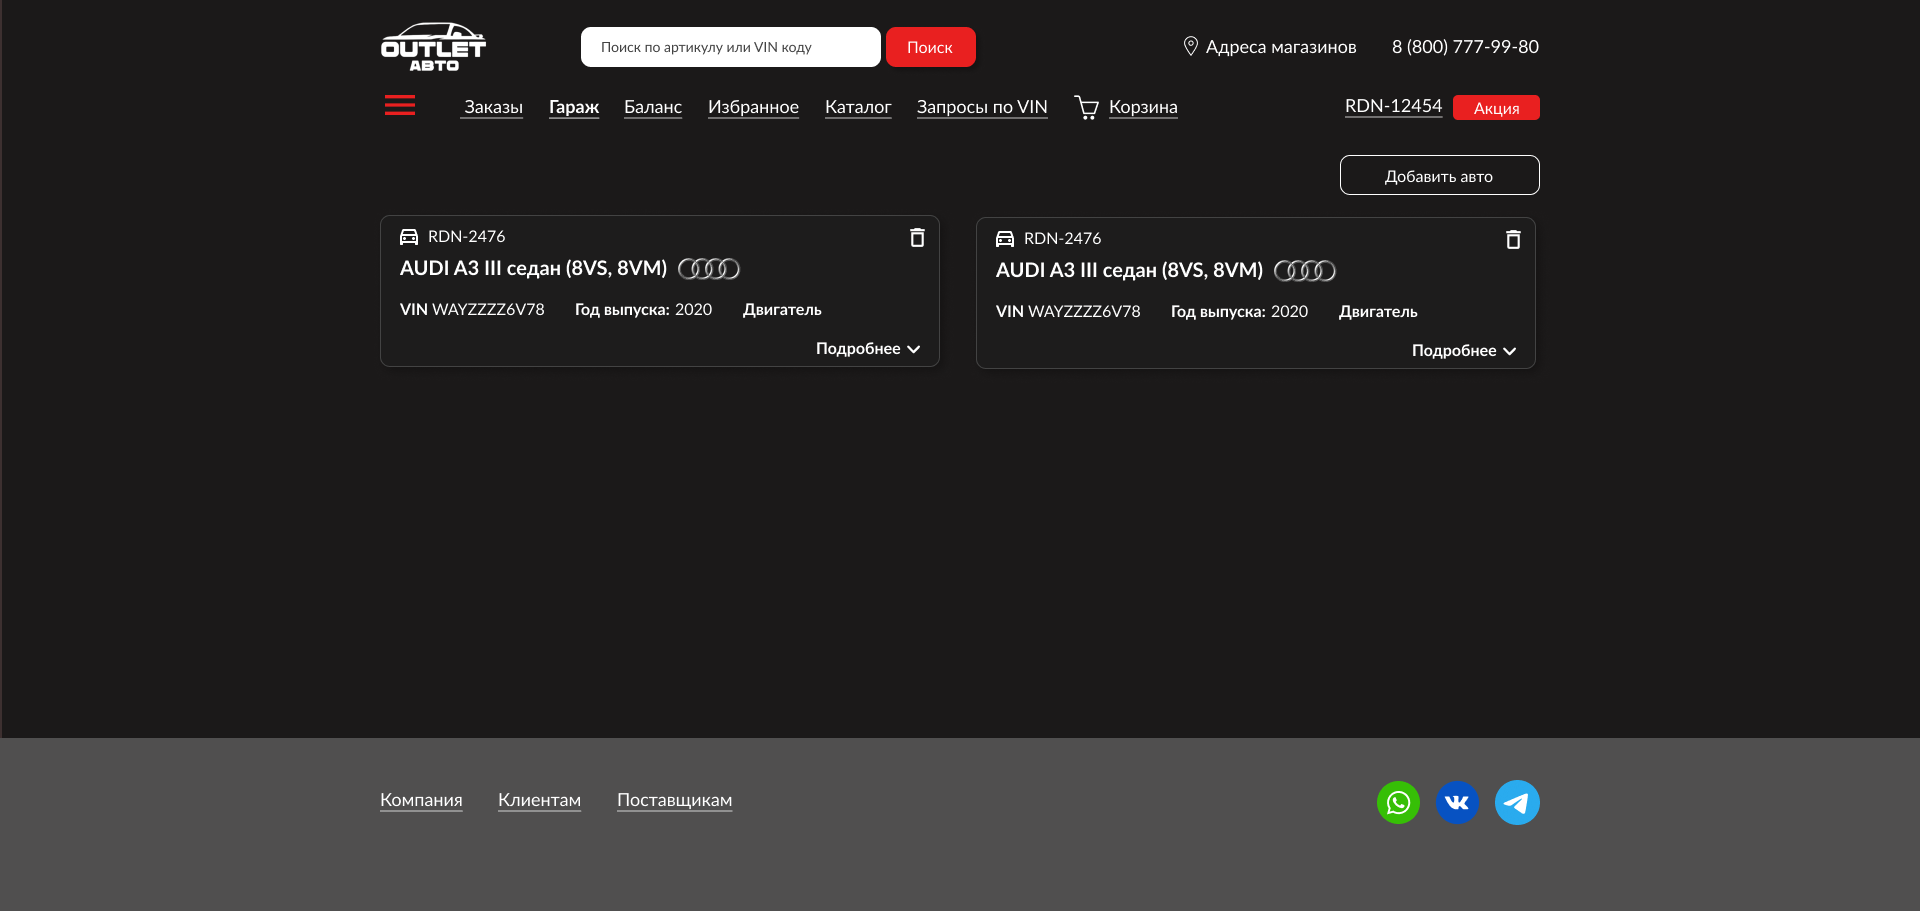 OUTLET
АВТО
Поиск по артикулу или VIN коду
Поиск
Адреса магазинов
8 (800) 777-99-80
Заказы
Гараж
Баланс
Избранное
Каталог
Запросы по VIN
Корзина
RDN-12454
Акция
Добавить авто
RDN-2476
AUDI A3 III седан (8VS, 8VM)
VIN WAYZZZZ6V78 Год выпуска: 2020 Двигатель
Подробнее
RDN-2476
AUDI A3 III седан (8VS, 8VM)
VIN WAYZZZZ6V78 Год выпуска: 2020 Двигатель
Подробнее
Компания
Клиентам
Поставщикам